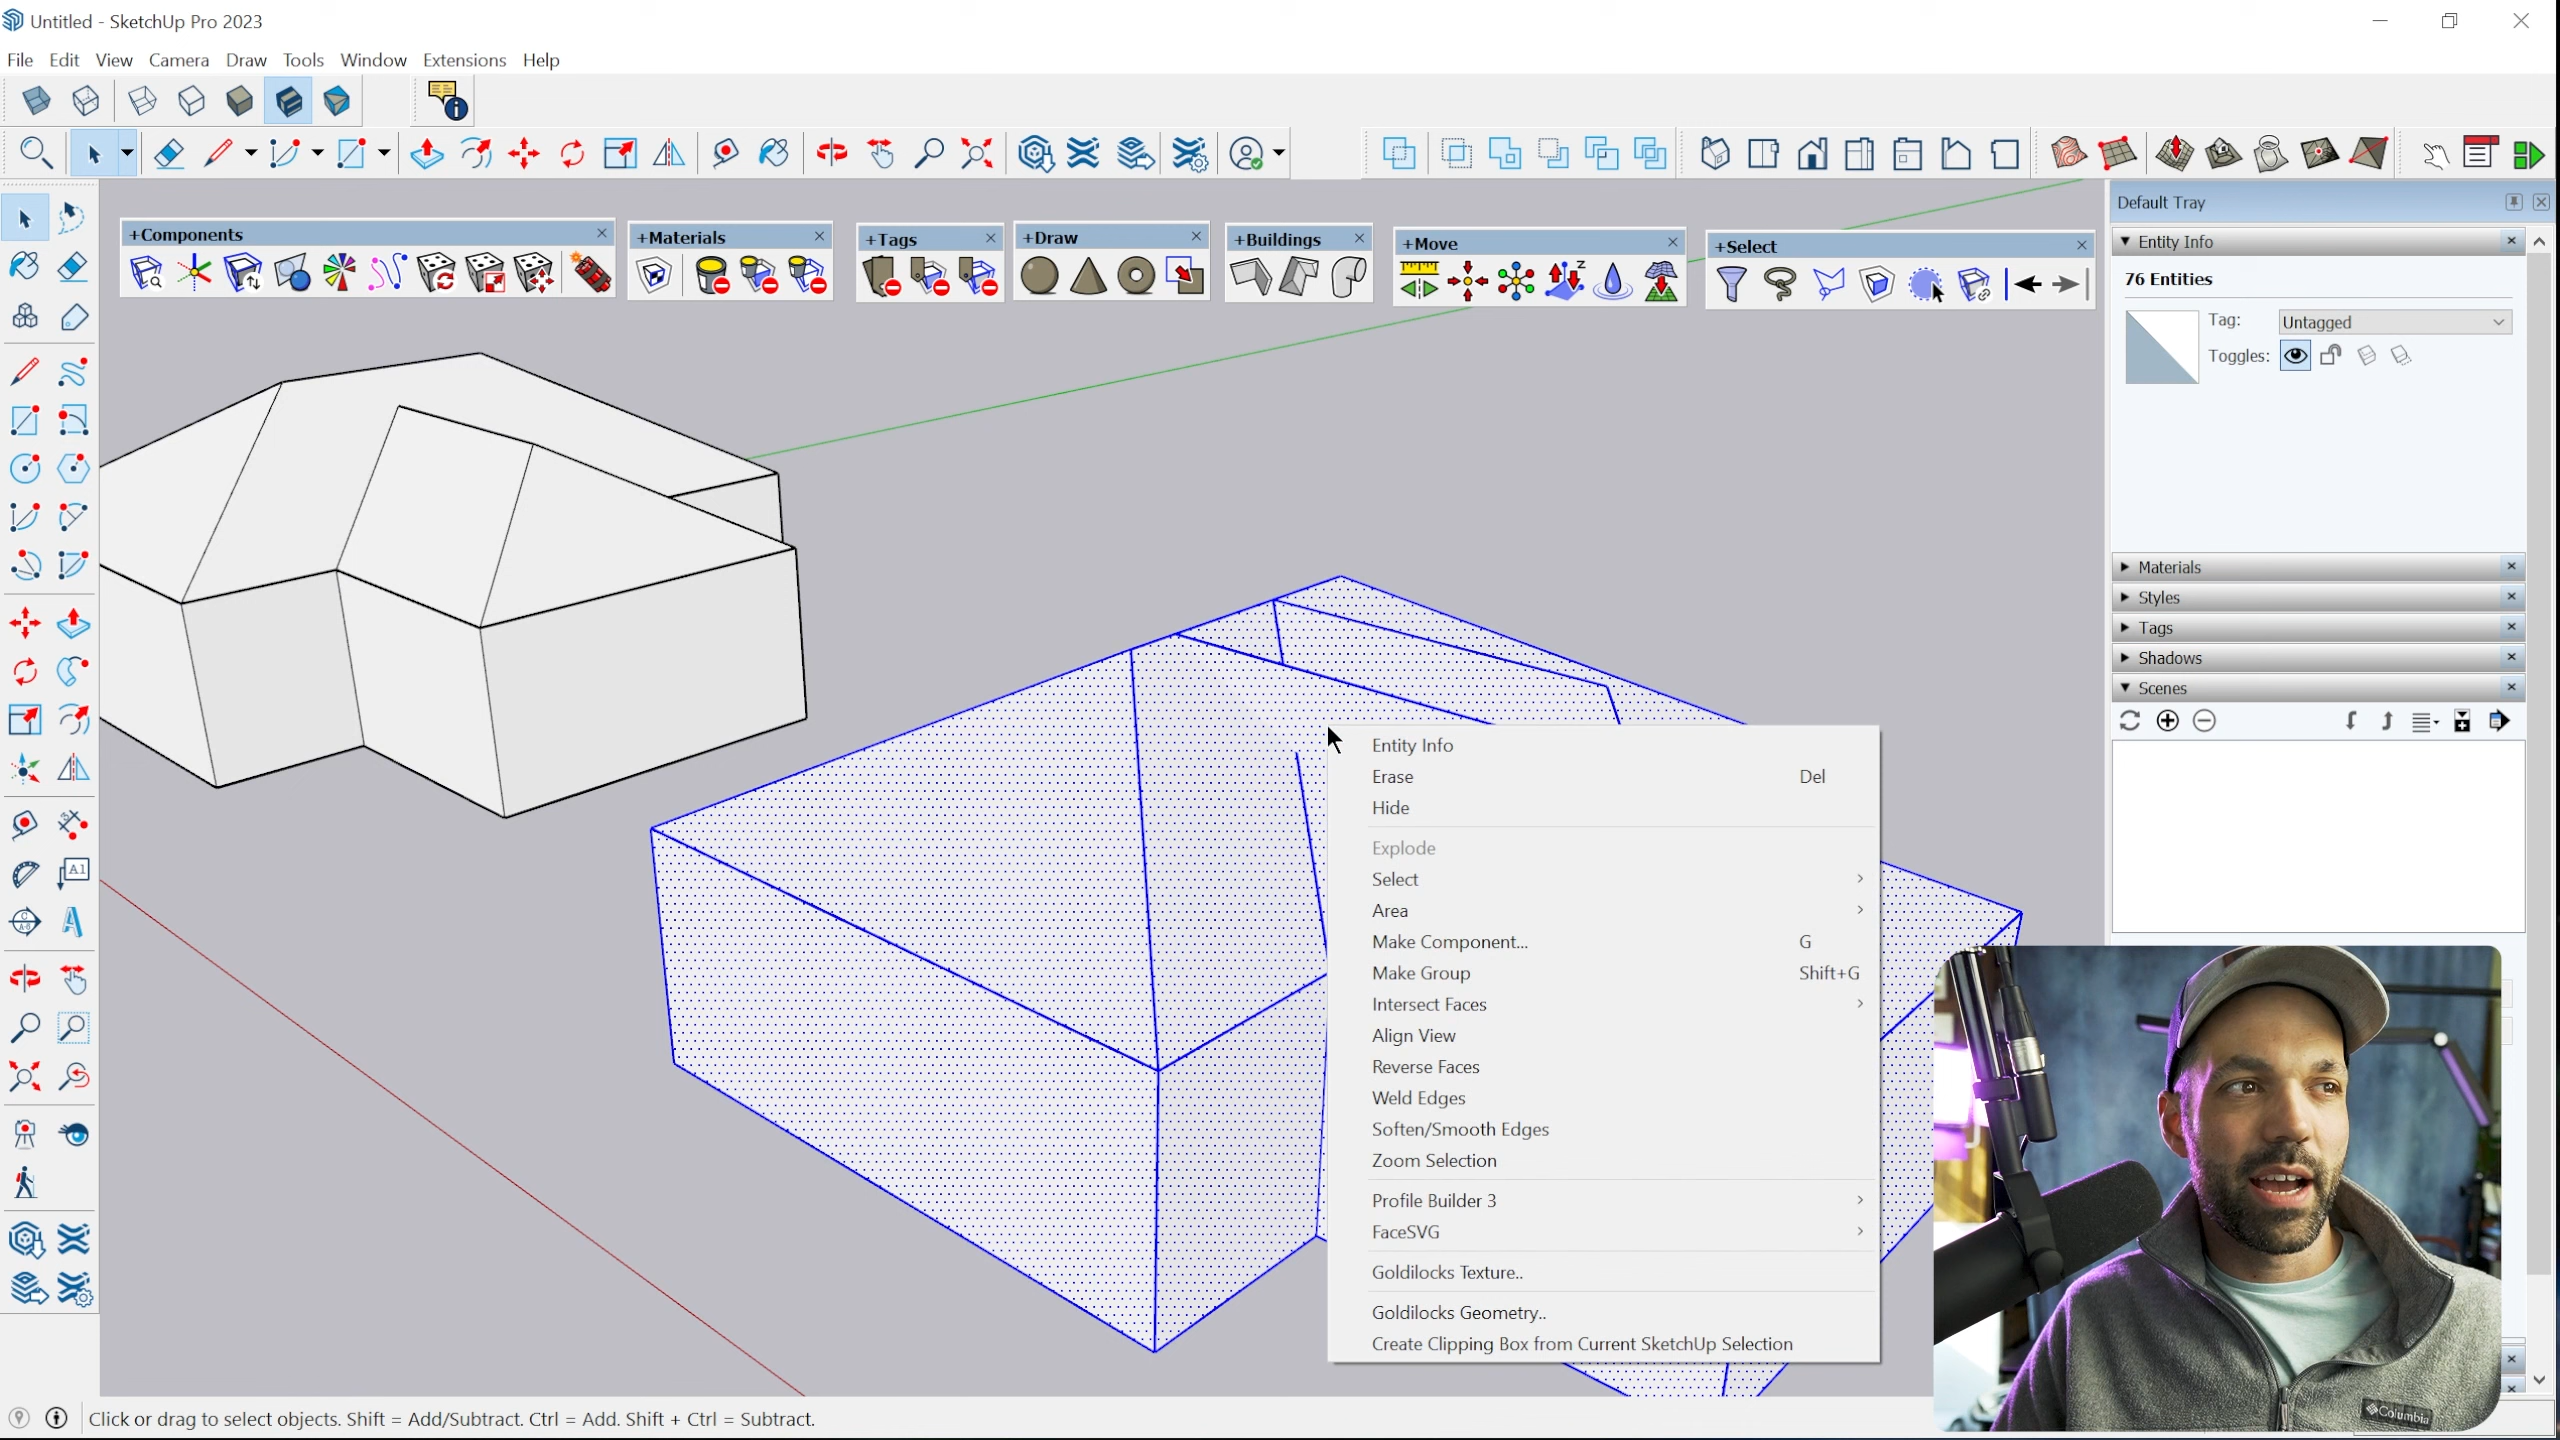 Untitled - SketchUp Pro 2023
File Edit View Camera Draw Tools Window Extensions Help
Default Tray
+Components
+Materials
+Tags
+Draw
+Buildings
+Move
Z
+Select
Entity Info
76 Entities
Tag: Untagged
Toggles:
Materials
Styles
Tags
Shadows
Scenes
A1
Entity Info
Erase Del
Hide
Explode
Select
Area
Make Component... G
Make Group Shift+G
Intersect Faces
Align View
Reverse Faces
Weld Edges
Soften/Smooth Edges
Zoom Selection
Profile Builder 3
FaceSVG
Goldilocks Texture..
Goldilocks Geometry..
Create Clipping Box from Current SketchUp Selection
Columbia
Click or drag to select objects. Shift = Add/Subtract. Ctrl = Add. Shift + Ctrl = Subtract.